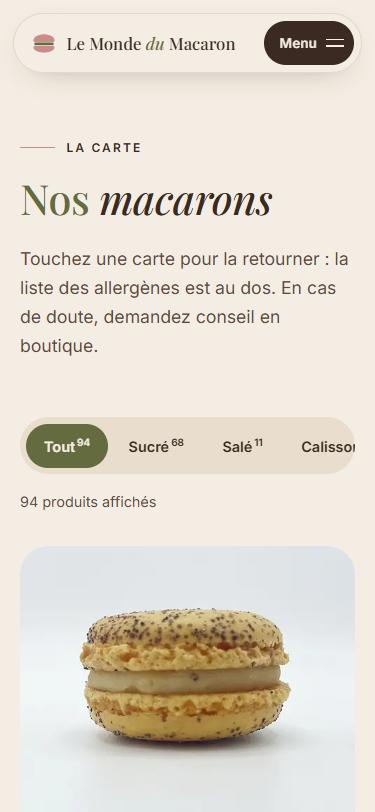 Le Monde du Macaron
Menu
LA CARTE
Nos macarons
Touchez une carte pour la retourner : la
liste des allergènes est au dos. En cas
de doute, demandez conseil en
boutique.
Tout 94 Sucré 68 Salé 11 Calisson
94 produits affichés